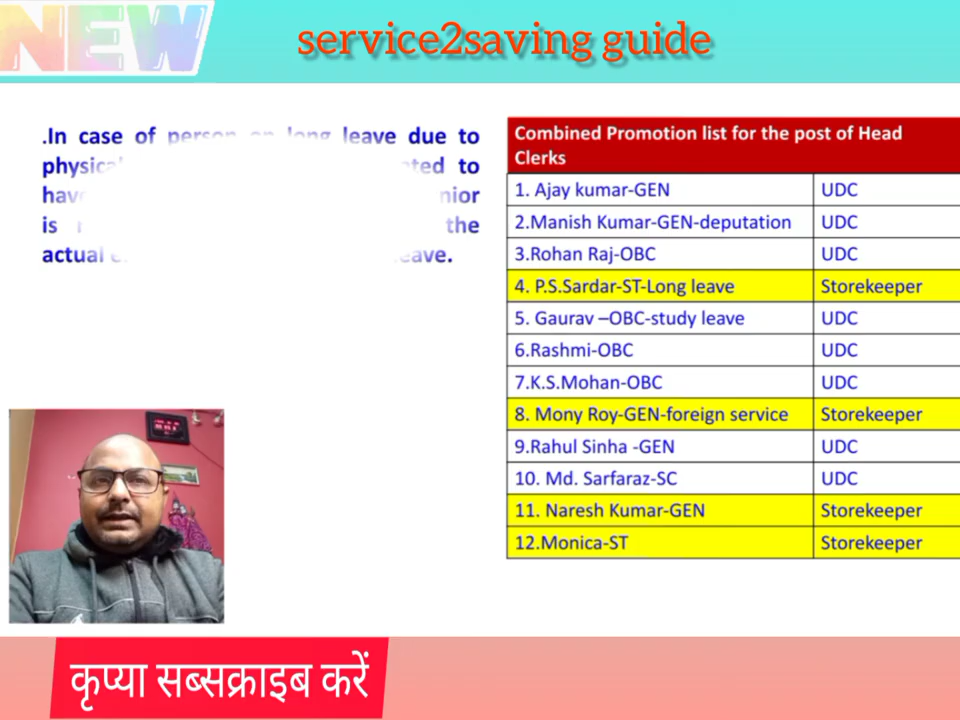 NEW
service2saving guide
.In case of person on long leave due to
to
is the
actual
Combined Promotion list for the post of Head
Clerks
1. Ajay kumar-GEN UDC
2.Manish Kumar-GEN-deputation UDC
3.Rohan Raj-OBC UDC
4. P.S.Sardar-ST-Long leave Storekeeper
5. Gaurav –OBC-study leave UDC
6.Rashmi-OBC UDC
7.K.S.Mohan-OBC UDC
8. Mony Roy-GEN-foreign service Storekeeper
9.Rahul Sinha -GEN UDC
10. Md. Sarfaraz-SC UDC
11. Naresh Kumar-GEN Storekeeper
12.Monica-ST Storekeeper
कृप्या सब्सक्राइब करें